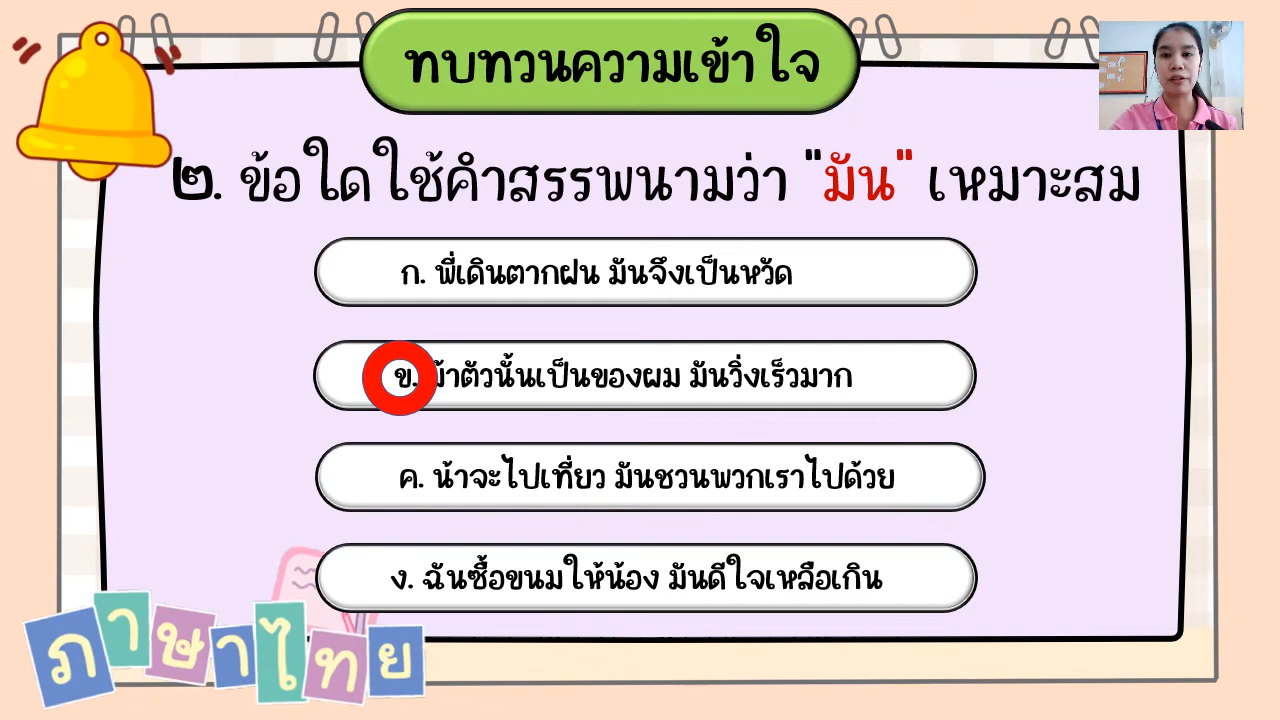 ทบทวนความเข้าใจ
๒. ข้อใดใช้คำสรรพนามว่า "มัน" เหมาะสม
ก. พี่เดินตากฝน มันจึงเป็นหวัด
ข. ม้าตัวนั้นเป็นของผม มันวิ่งเร็วมาก
ค. น้าจะไปเที่ยว มันชวนพวกเราไปด้วย
ง. ฉันซื้อขนมให้น้อง มันดีใจเหลือเกิน
ภาษาไทย